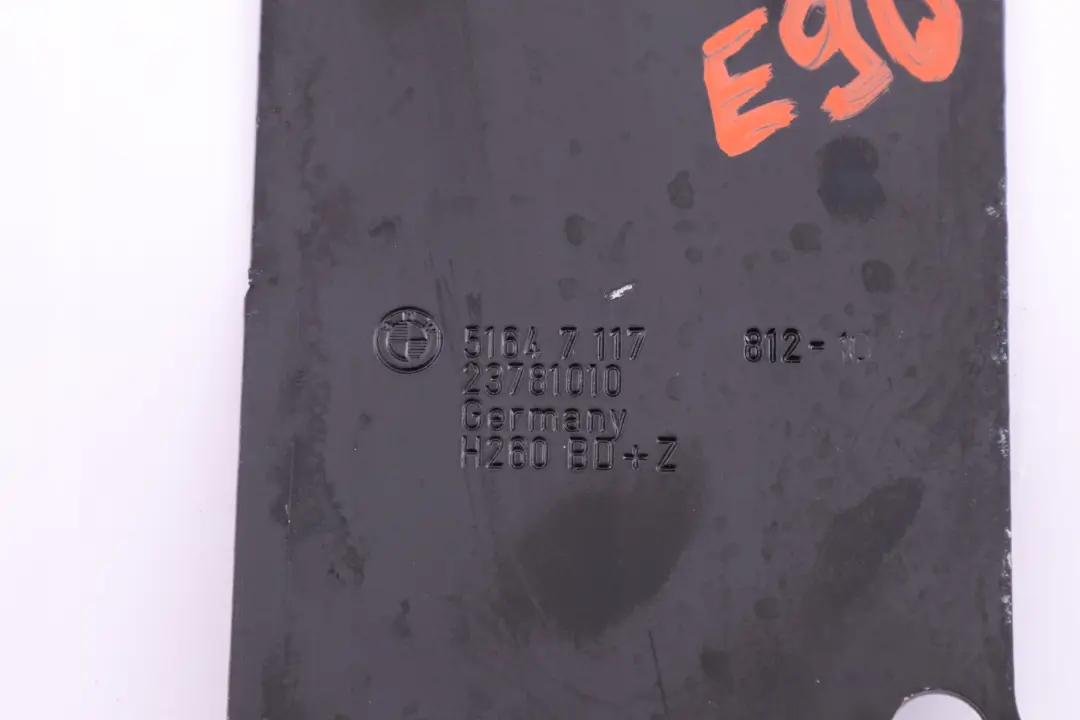 E90
5164 7 117 812-10
23781010
Germany
H260 BD+Z